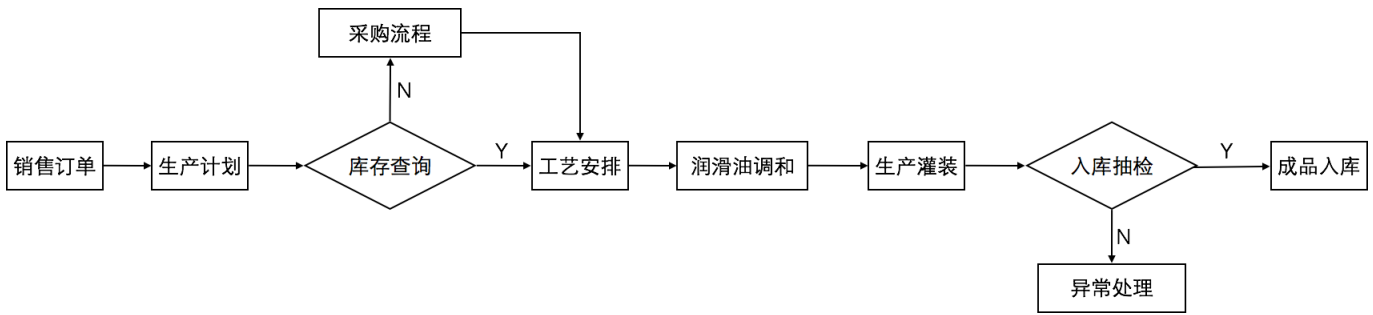 采购流程
N
销售订单
生产计划
库存查询
Y
工艺安排
润滑油调和
生产灌装
入库抽检
Y
成品入库
N
异常处理